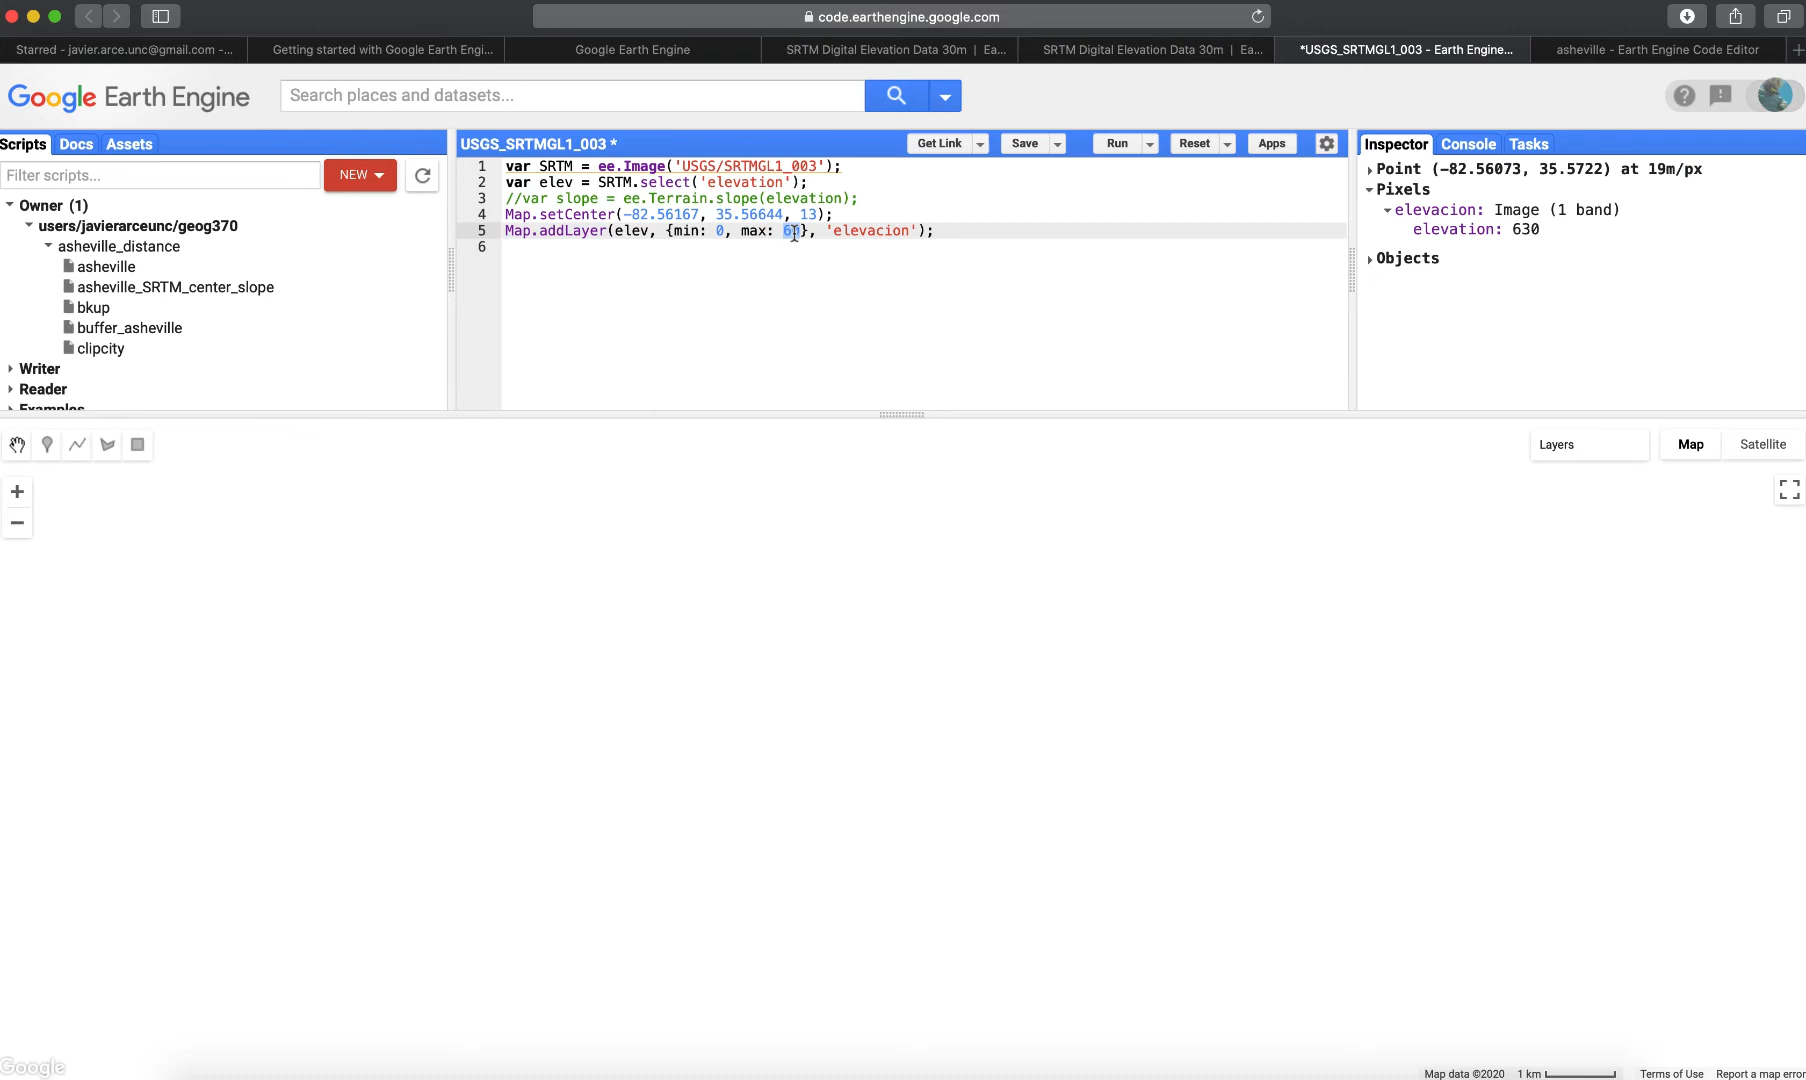 code.earthengine.google.com
Starred - javier.arce.unc@gmail.com -...
Getting started with Google Earth Engi...
Google Earth Engine
SRTM Digital Elevation Data 30m | Ea...
SRTM Digital Elevation Data 30m | Ea...
*USGS_SRTMGL1_003 - Earth Engine...
asheville - Earth Engine Code Editor
Google Earth Engine
Search places and datasets...
Scripts Docs Assets
USGS_SRTMGL1_003 *
Get Link Save Run Reset Apps
Inspector Console Tasks
Filter scripts...
NEW
Owner (1)
users/javierarceunc/geog370
asheville_distance
asheville
asheville_SRTM_center_slope
bkup
buffer_asheville
clipcity
Writer
Reader
Examples
1 var SRTM = ee.Image('USGS/SRTMGL1_003');
2 var elev = SRTM.select('elevation');
3 //var slope = ee.Terrain.slope(elevation);
4 Map.setCenter(-82.56167, 35.56644, 13);
5 Map.addLayer(elev, {min: 0, max: }, 'elevacion');
6
Point (-82.56073, 35.5722) at 19m/px
Pixels
elevacion: Image (1 band)
elevation: 630
Objects
Layers
Map Satellite
Google
Map data ©2020 1 km Terms of Use Report a map error